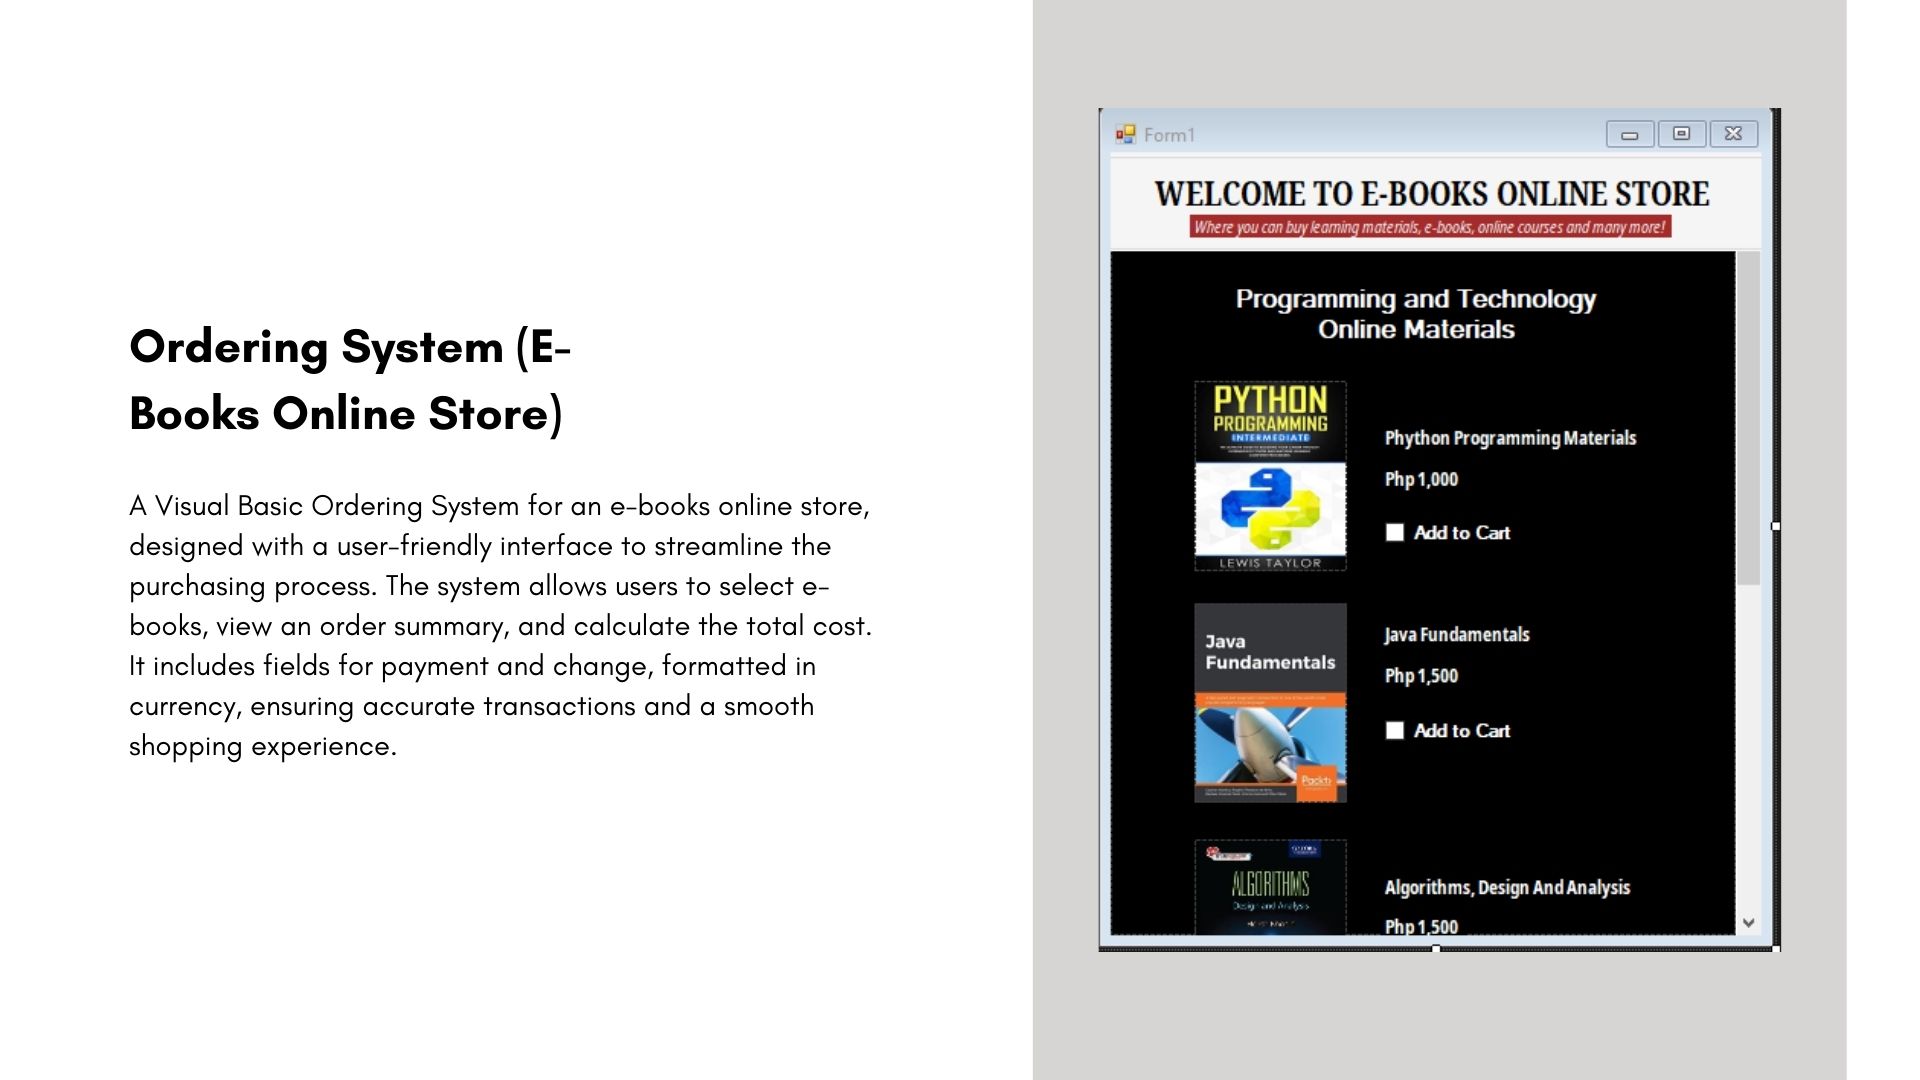 Ordering System (E-
Books Online Store)
A Visual Basic Ordering System for an e-books online store,
designed with a user-friendly interface to streamline the
purchasing process. The system allows users to select e-
books, view an order summary, and calculate the total cost.
It includes fields for payment and change, formatted in
currency, ensuring accurate transactions and a smooth
shopping experience.
Form1
WELCOME TO E-BOOKS ONLINE STORE
Where you can buy learning materials, e-books, online courses and many more!
Programming and Technology
Online Materials
PYTHON
PROGRAMMING
INTERMEDIATE
LEWIS TAYLOR
Phython Programming Materials
Php 1,000
Add to Cart
Java
Fundamentals
Packt>
Java Fundamentals
Php 1,500
Add to Cart
ALGORITHMS
Design and Analysis
Algorithms, Design And Analysis
Php 1,500